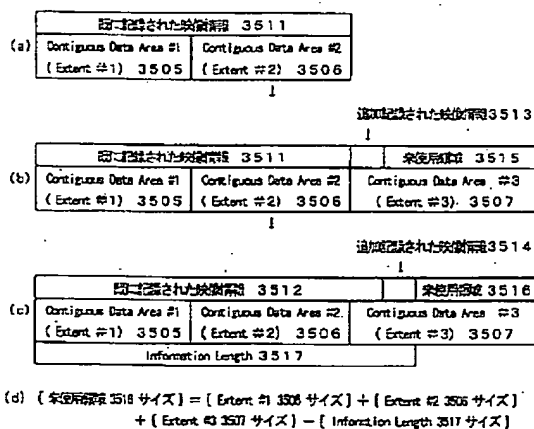 既に記録された映像情報 3511
(a) Contiguous Data Area #1 Contiguous Data Area #2
(Extent #1) 3505 (Extent #2) 3506
↓
追加記録された映像情報3513
↓
既に記録された映像情報 3511 未使用領域 3515
(b) Contiguous Data Area #1 Contiguous Data Area #2 Contiguous Data Area #3
(Extent #1) 3505 (Extent #2) 3506 (Extent #3) 3507
↓
追加記録された映像情報3514
↓
既に記録された映像情報 3512 未使用領域 3516
(c) Contiguous Data Area #1 Contiguous Data Area #2 Contiguous Data Area #3
(Extent #1) 3505 (Extent #2) 3506 (Extent #3) 3507
Information Length 3517
(d) [未使用領域 3516 サイズ] = [Extent #1 3505 サイズ] + [Extent #2 3506 サイズ]
+ [Extent #3 3507 サイズ] − [Information Length 3517 サイズ]